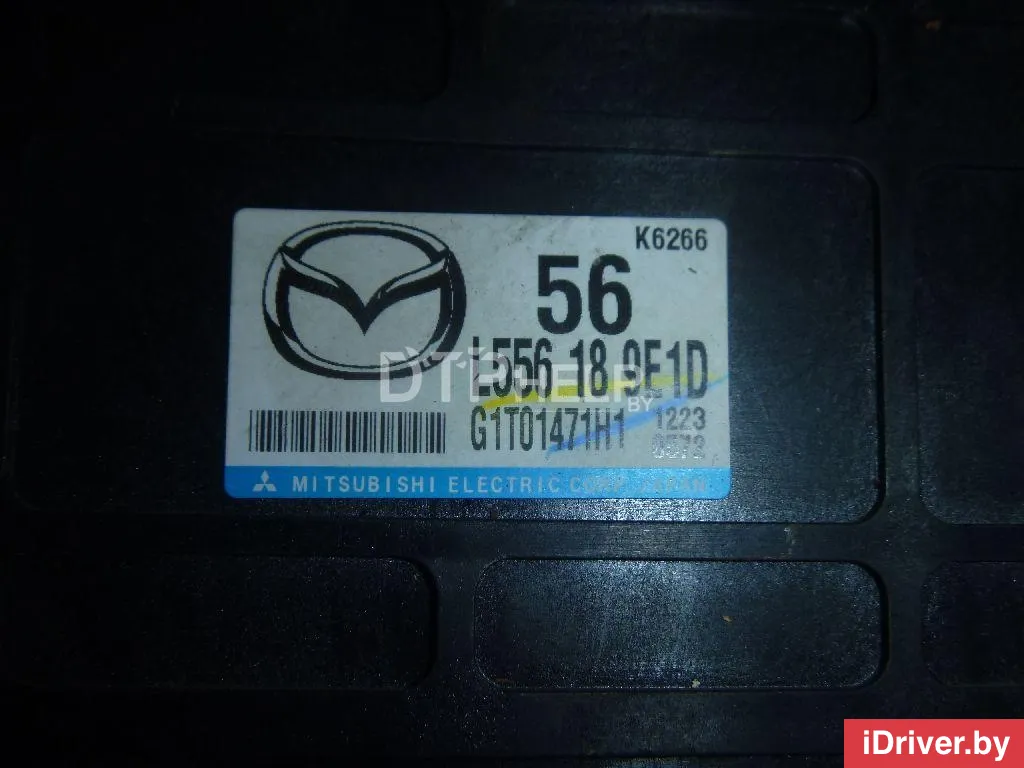 K6266
56
L556 18 9E1D
G1T01471H1 1223
MITSUBISHI ELECTRIC CORP. JAPAN
iDriver.by